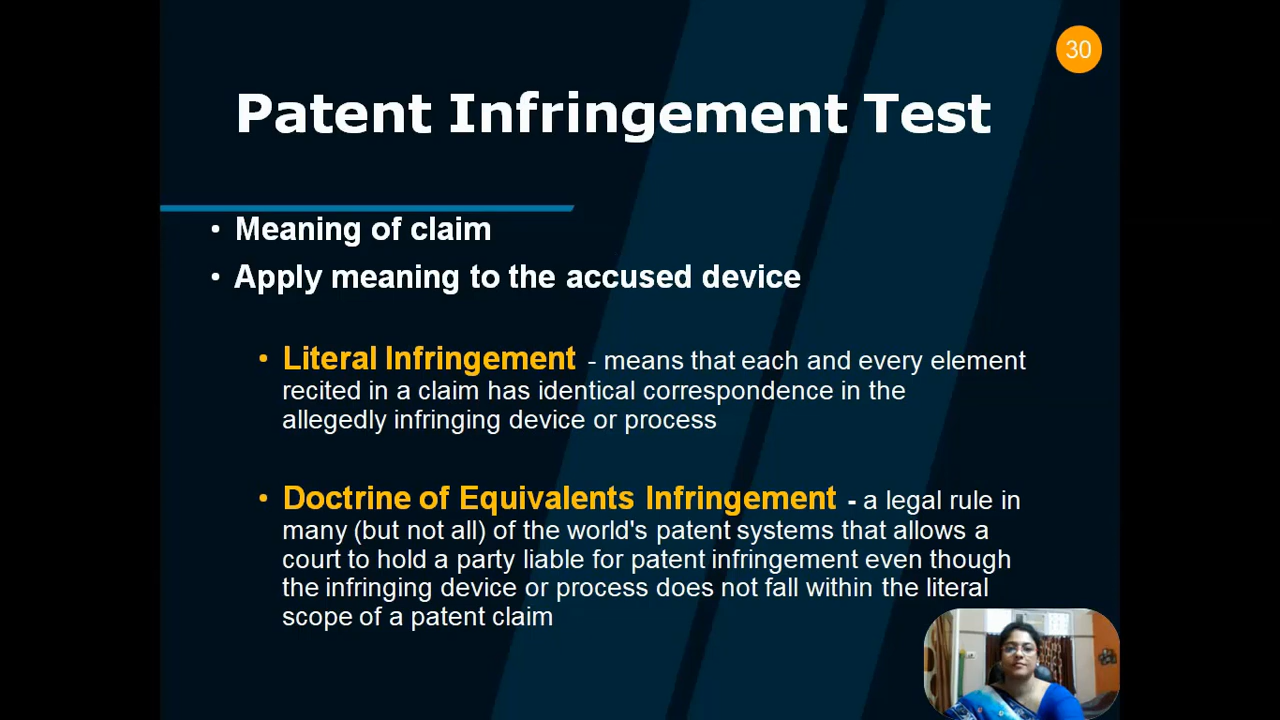 30
Patent Infringement Test
• Meaning of claim
• Apply meaning to the accused device
• Literal Infringement - means that each and every element
recited in a claim has identical correspondence in the
allegedly infringing device or process
• Doctrine of Equivalents Infringement - a legal rule in
many (but not all) of the world's patent systems that allows a
court to hold a party liable for patent infringement even though
the infringing device or process does not fall within the literal
scope of a patent claim